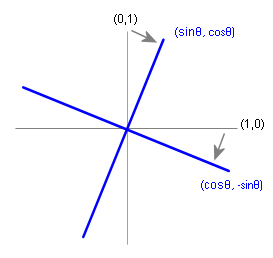 (0,1)
(sinθ, cosθ)
(1,0)
(cosθ, -sinθ)